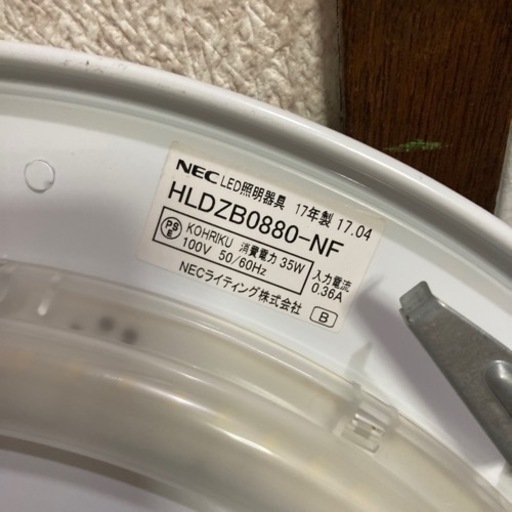 NEC LED照明器具 17年製 17.04
HLDZB0880-NF
PS E KOHRIKU 消費電力 35W 入力電流
100V 50/60Hz 0.36A
NECライティング株式会社 B